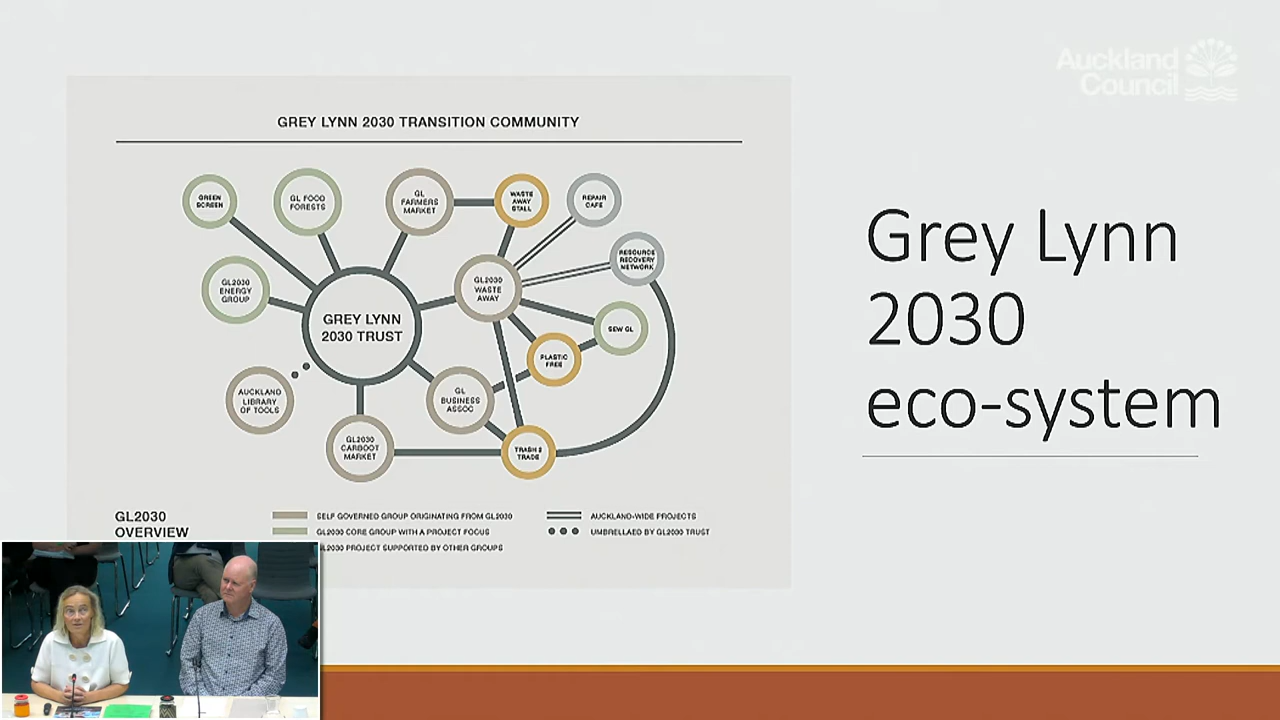 Auckland
Council
GREY LYNN 2030 TRANSITION COMMUNITY
GREEN
SCREEN
GL FOOD
FORESTS
GL
FARMERS
MARKET
WASTE
AWAY
STALL
REPAIR
CAFE
RESOURCE
RECOVERY
NETWORK
GL2030
ENERGY
GROUP
GL2030
WASTE
AWAY
GREY LYNN
2030 TRUST
SEW GL
PLASTIC
FREE
AUCKLAND
LIBRARY
OF TOOLS
GL
BUSINESS
ASSOC
GL2030
CARBOOT
MARKET
TRASH 2
TRADE
GL2030
OVERVIEW
SELF GOVERNED GROUP ORIGINATING FROM GL2030
GL2030 CORE GROUP WITH A PROJECT FOCUS
GL2030 PROJECT SUPPORTED BY OTHER GROUPS
AUCKLAND-WIDE PROJECTS
UMBRELLAED BY GL2030 TRUST
Grey Lynn
2030
eco-system